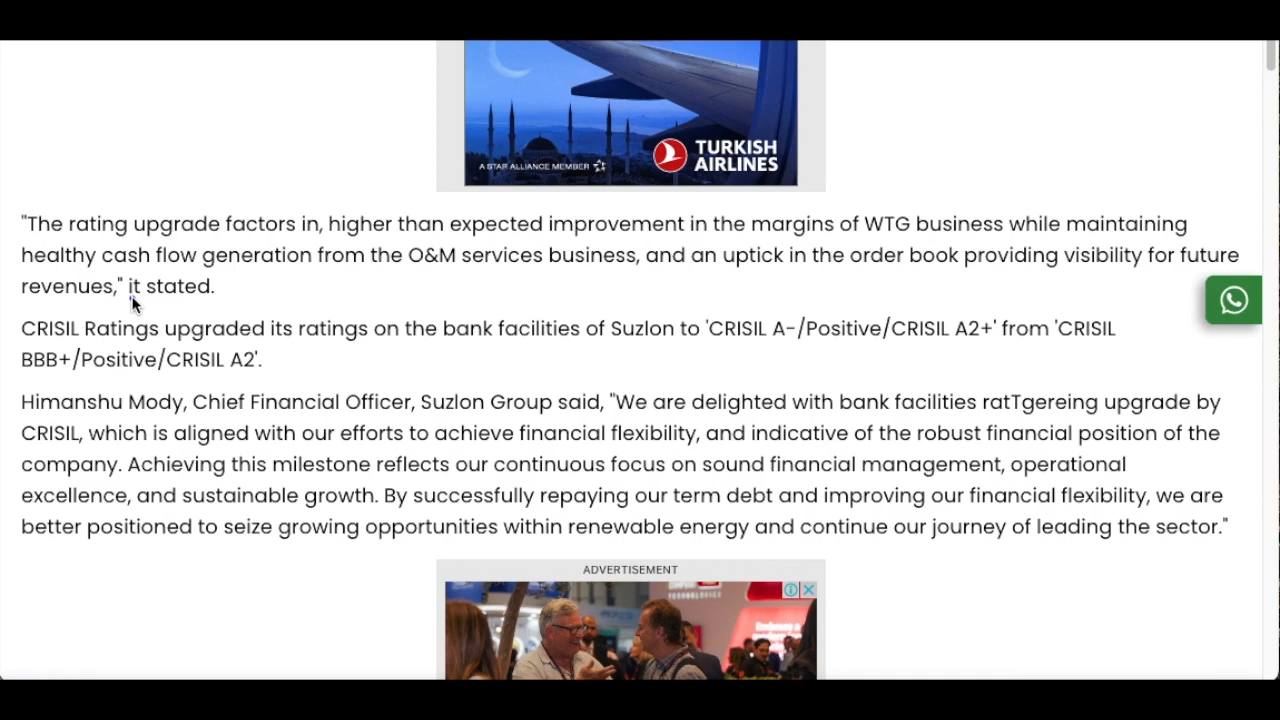 A STAR ALLIANCE MEMBER
TURKISH
AIRLINES
"The rating upgrade factors in, higher than expected improvement in the margins of WTG business while maintaining
healthy cash flow generation from the O&M services business, and an uptick in the order book providing visibility for future
revenues," it stated.
CRISIL Ratings upgraded its ratings on the bank facilities of Suzlon to 'CRISIL A-/Positive/CRISIL A2+' from 'CRISIL
BBB+/Positive/CRISIL A2'.
Himanshu Mody, Chief Financial Officer, Suzlon Group said, "We are delighted with bank facilities ratTgereing upgrade by
CRISIL, which is aligned with our efforts to achieve financial flexibility, and indicative of the robust financial position of the
company. Achieving this milestone reflects our continuous focus on sound financial management, operational
excellence, and sustainable growth. By successfully repaying our term debt and improving our financial flexibility, we are
better positioned to seize growing opportunities within renewable energy and continue our journey of leading the sector."
ADVERTISEMENT